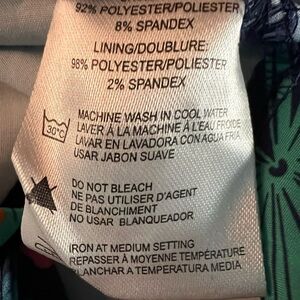 92% POLYESTER/POLIESTER
8% SPANDEX
LINING/DOUBLURE:
98% POLYESTER/POLIESTER
2% SPANDEX
MACHINE WASH IN COOL WATER
LAVER À LA MACHINE À L'EAU FROIDE
LAVAR EN LAVADORA CON AGUA FRIA
USAR JABON SUAVE
30°C
DO NOT BLEACH
NE PAS UTILISER D'AGENT
DE BLANCHIMENT
NO USAR BLANQUEADOR
IRON AT MEDIUM SETTING
REPASSER À MOYENNE TEMPÉRATURE
PLANCHAR A TEMPERATURA MEDIA